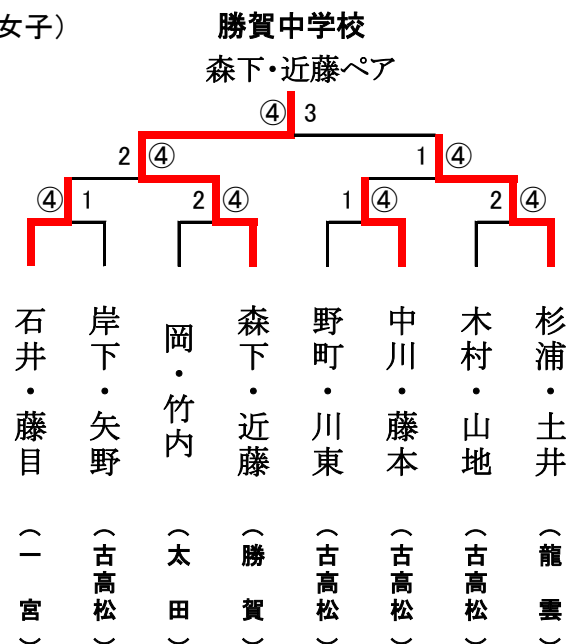 女子）
勝賀中学校
森下・近藤ペア
④ 3
2 ④ 1 ④
④ 1 2 ④ 1 ④ 2 ④
石井・藤目（一宮）
岸下・矢野（古高松）
岡・竹内（太田）
森下・近藤（勝賀）
野町・川東（古高松）
中川・藤本（古高松）
木村・山地（古高松）
杉浦・土井（龍雲）